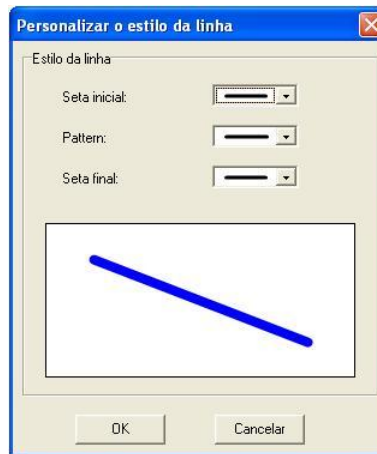 Personalizar o estilo da linha
Estilo da linha
Seta inicial:
Pattern:
Seta final:
OK
Cancelar